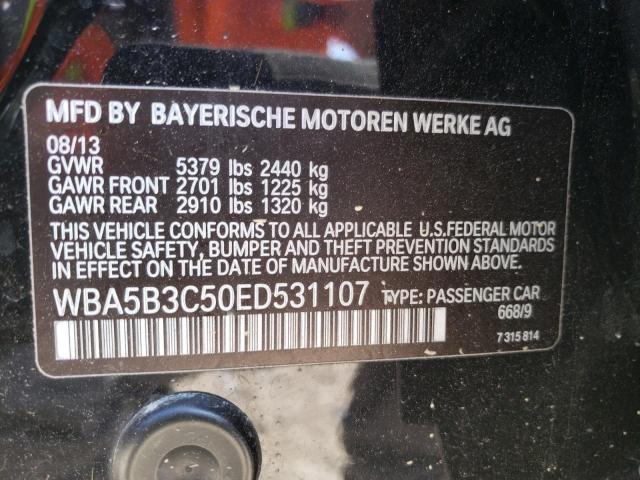 MFD BY BAYERISCHE MOTOREN WERKE AG
08/13
GVWR 5379 lbs 2440 kg
GAWR FRONT 2701 lbs 1225 kg
GAWR REAR 2910 lbs 1320 kg
THIS VEHICLE CONFORMS TO ALL APPLICABLE U.S.FEDERAL MOTOR
VEHICLE SAFETY, BUMPER AND THEFT PREVENTION STANDARDS
IN EFFECT ON THE DATE OF MANUFACTURE SHOWN ABOVE.
WBA5B3C50ED531107 TYPE: PASSENGER CAR
668/9
7 315 814